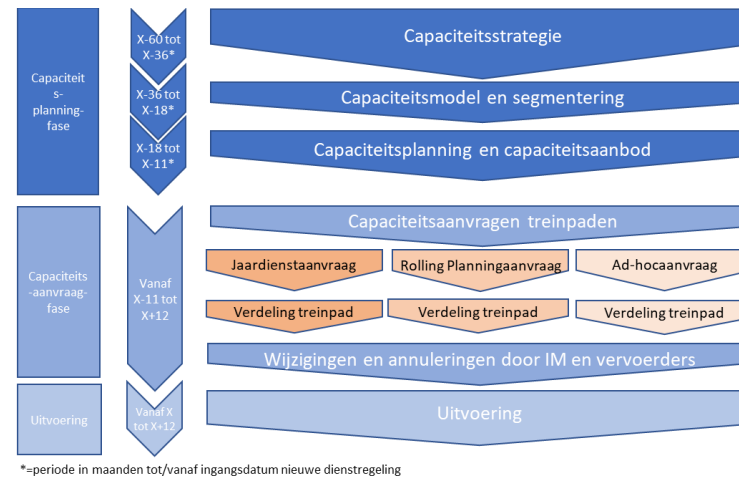 X-60 tot
X-36*
Capaciteitsstrategie
Capaciteit
s-
planning-
fase
X-36 tot
X-18*
Capaciteitsmodel en segmentering
X-18 tot
X-11*
Capaciteitsplanning en capaciteitsaanbod
Capaciteitsaanvragen treinpaden
Capaciteits
-aanvraag-
fase
Vanaf
X-11 tot
X+12
Jaardienstaanvraag
Rolling Planningaanvraag
Ad-hocaanvraag
Verdeling treinpad
Verdeling treinpad
Verdeling treinpad
Wijzigingen en annuleringen door IM en vervoerders
Uitvoering
Vanaf X
tot X+12
Uitvoering
*=periode in maanden tot/vanaf ingangsdatum nieuwe dienstregeling